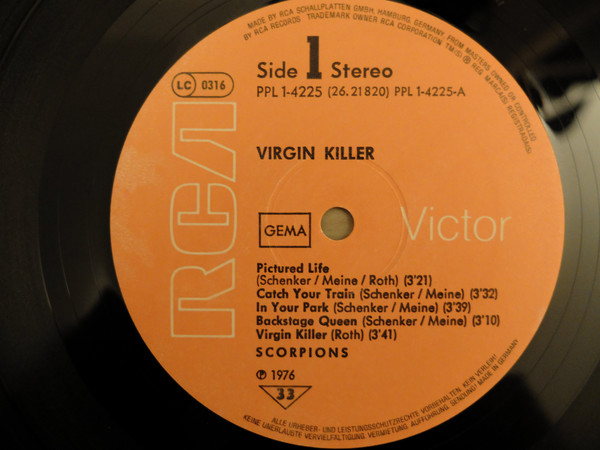 MADE BY RCA SCHALLPLATTEN GMBH, HAMBURG, GERMANY, FROM MASTERS OWNED OR CONTROLLED
BY RCA RECORDS. TRADEMARK OWNER RCA CORPORATION TM(S) ® REG MARCA(S) REGISTRADA(S)
LC 0316
Side 1 Stereo
PPL 1-4225 (26.21820) PPL 1-4225-A
RCA
VIRGIN KILLER
GEMA
Victor
Pictured Life
(Schenker / Meine / Roth) (3'21)
Catch Your Train (Schenker / Meine) (3'32)
In Your Park (Schenker / Meine) (3'39)
Backstage Queen (Schenker / Meine) (3'10)
Virgin Killer (Roth) (3'41)
SCORPIONS
℗ 1976
33
ALLE URHEBER- UND LEISTUNGSSCHUTZRECHTE VORBEHALTEN. KEIN VERLEIH!
KEINE UNERLAUBTE VERVIELFÄLTIGUNG, VERMIETUNG, AUFFÜHRUNG, SENDUNG! MADE IN GERMANY